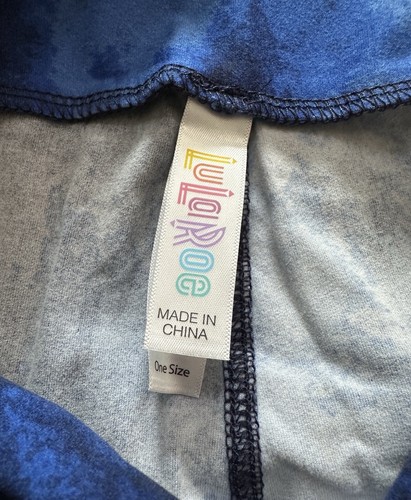 LuLaRoe
MADE IN
CHINA
One Size